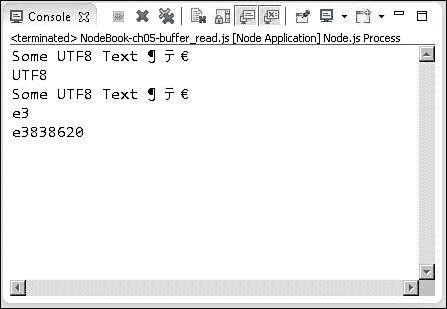 Console
<terminated> NodeBook-ch05-buffer_read.js [Node Application] Node.js Process
Some UTF8 Text ¶ テ €
UTF8
Some UTF8 Text ¶ テ €
e3
e3838620